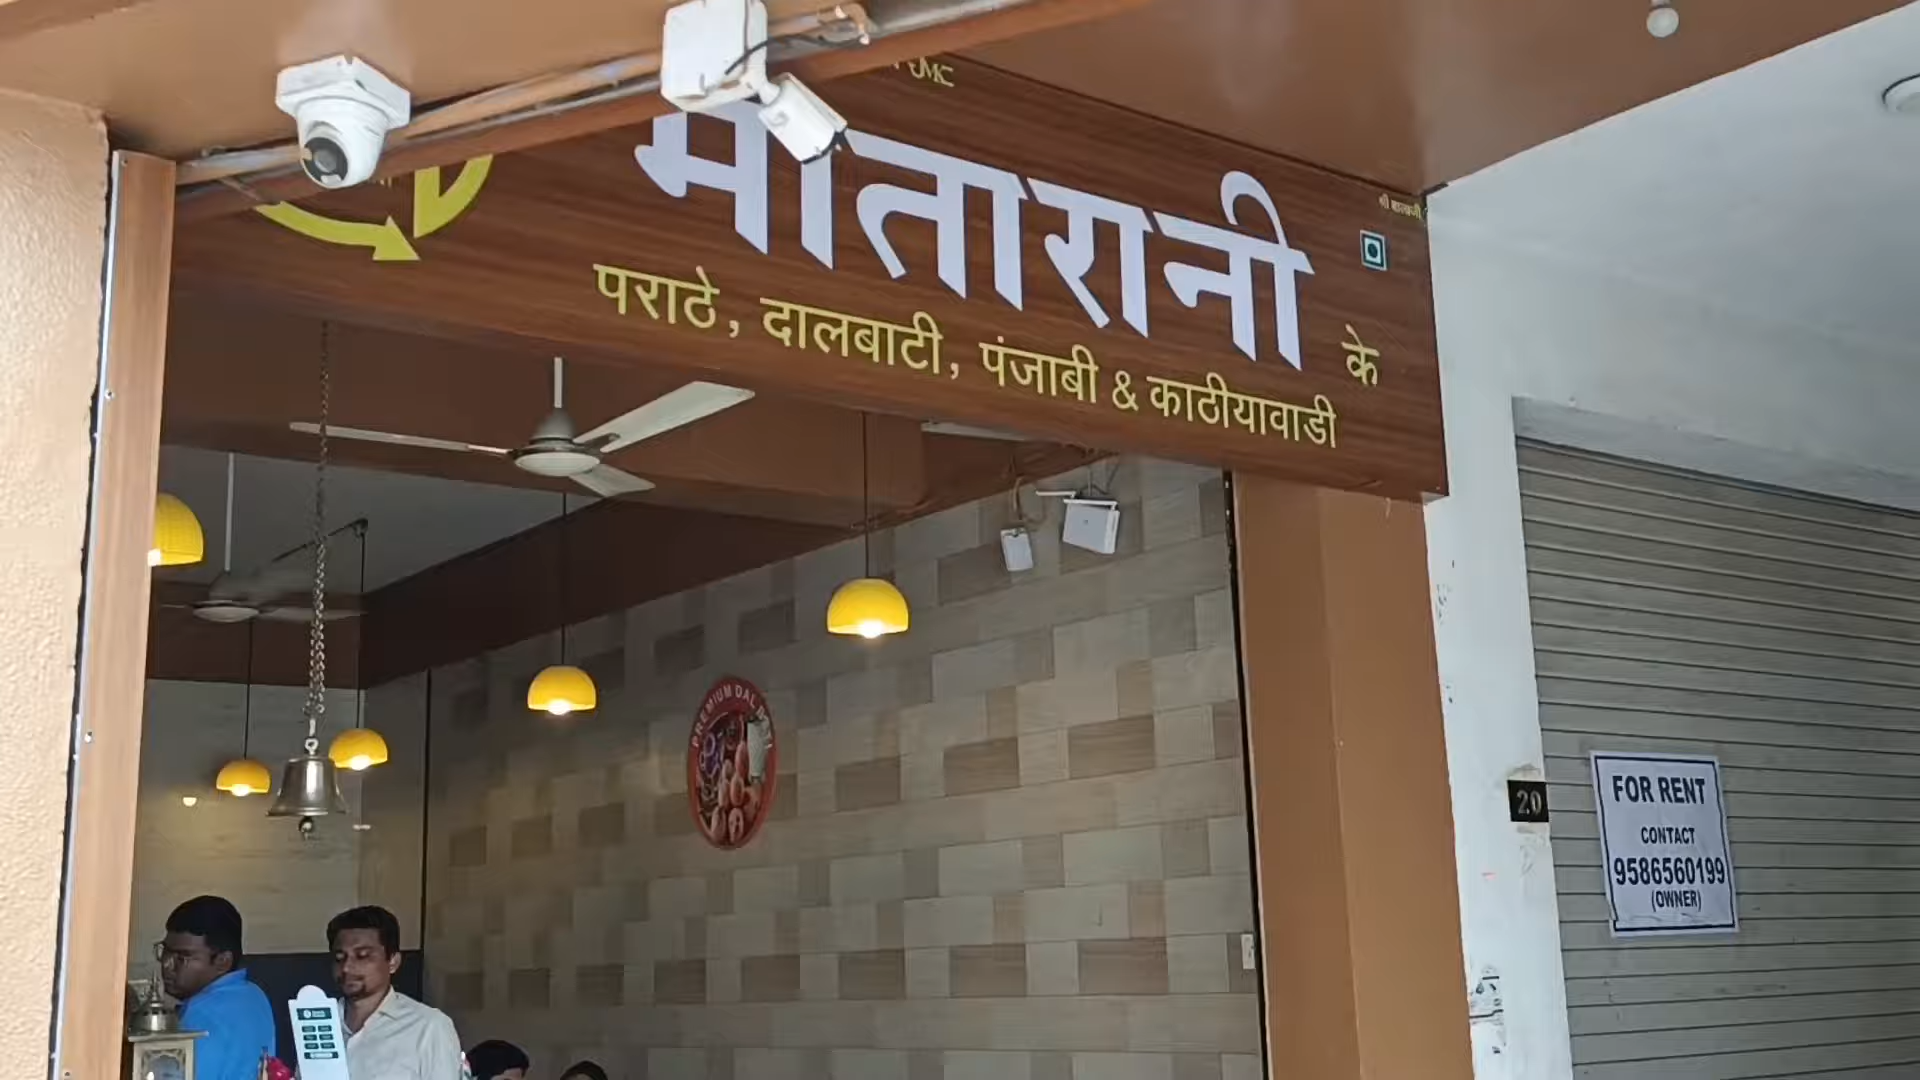 मातारानी
के
पराठे, दालबाटी, पंजाबी & काठीयावाडी
श्री बालाजी
PREMIUM DAL
20
FOR RENT
CONTACT
9586560199
(OWNER)